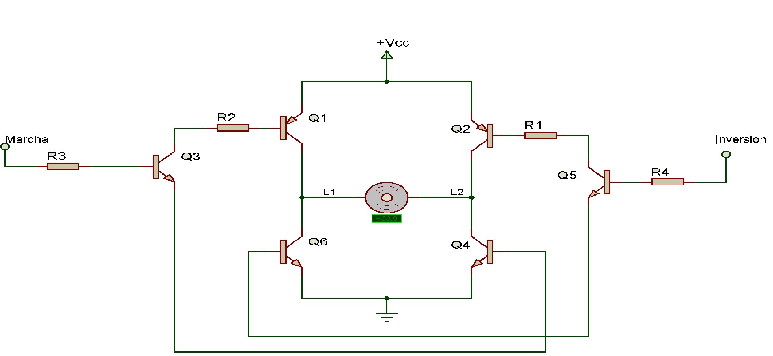 +Vcc
R2
Q1
Q2
R1
Marcha
Inversion
R3
Q3
Q5
R4
L1
L2
Q6
Q4